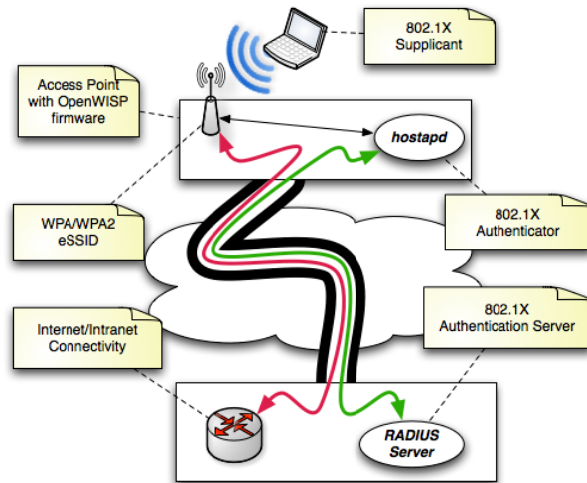 802.1X
Supplicant
Access Point
with OpenWISP
firmware
hostapd
WPA/WPA2
eSSID
802.1X
Authenticator
Internet/Intranet
Connectivity
802.1X
Authentication Server
RADIUS
Server